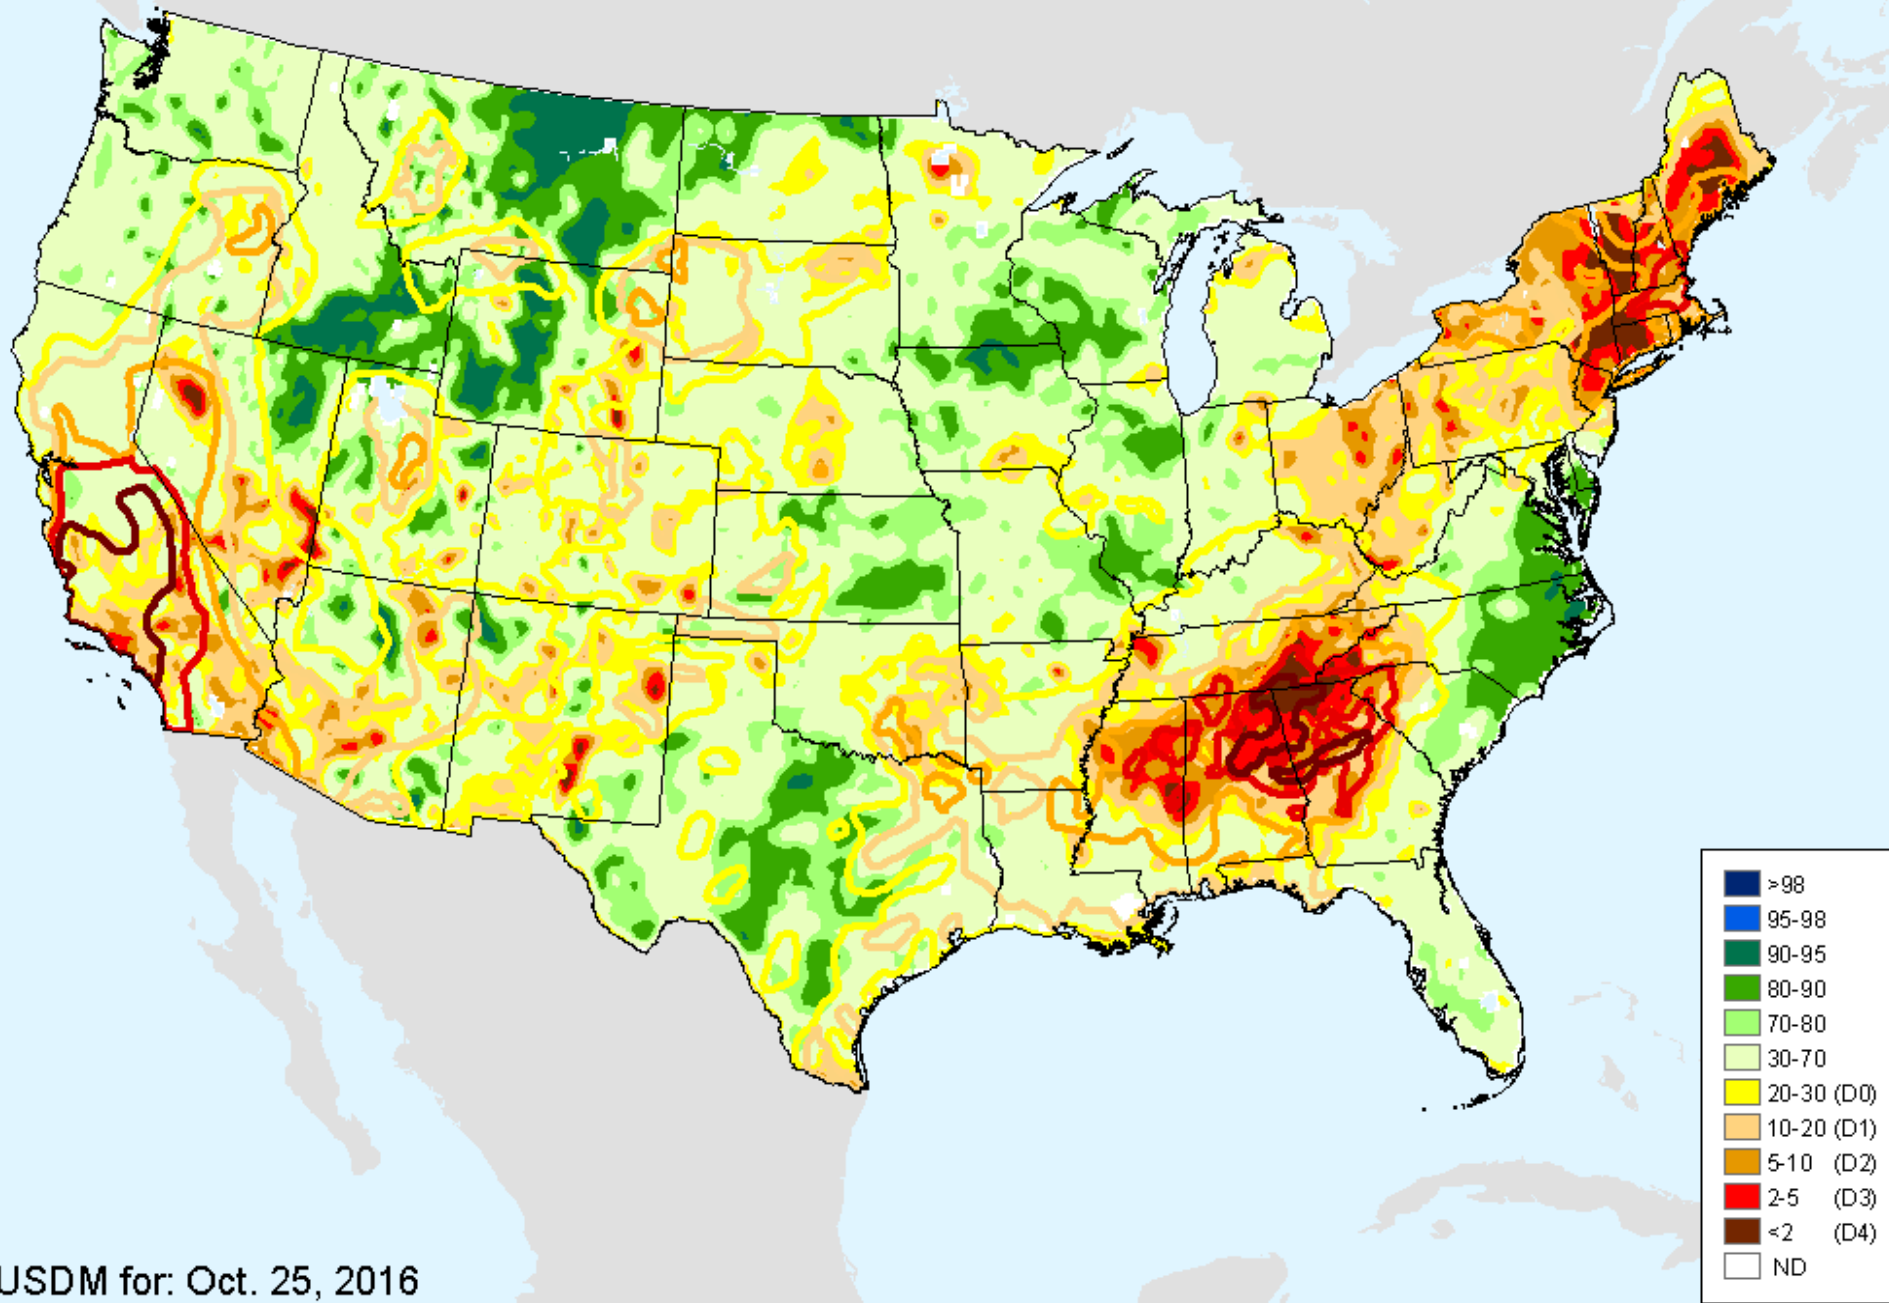 >98
95-98
90-95
80-90
70-80
30-70
20-30 (D0)
10-20 (D1)
5-10 (D2)
2-5 (D3)
<2 (D4)
ND
USDM for: Oct. 25, 2016